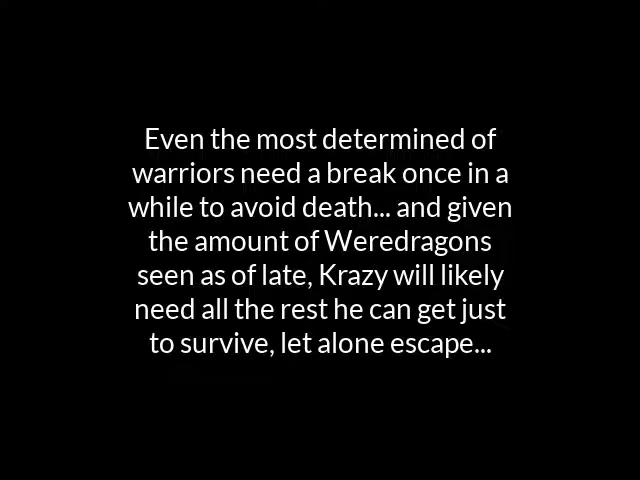 Even the most determined of
warriors need a break once in a
while to avoid death... and given
the amount of Weredragons
seen as of late, Krazy will likely
need all the rest he can get just
to survive, let alone escape...